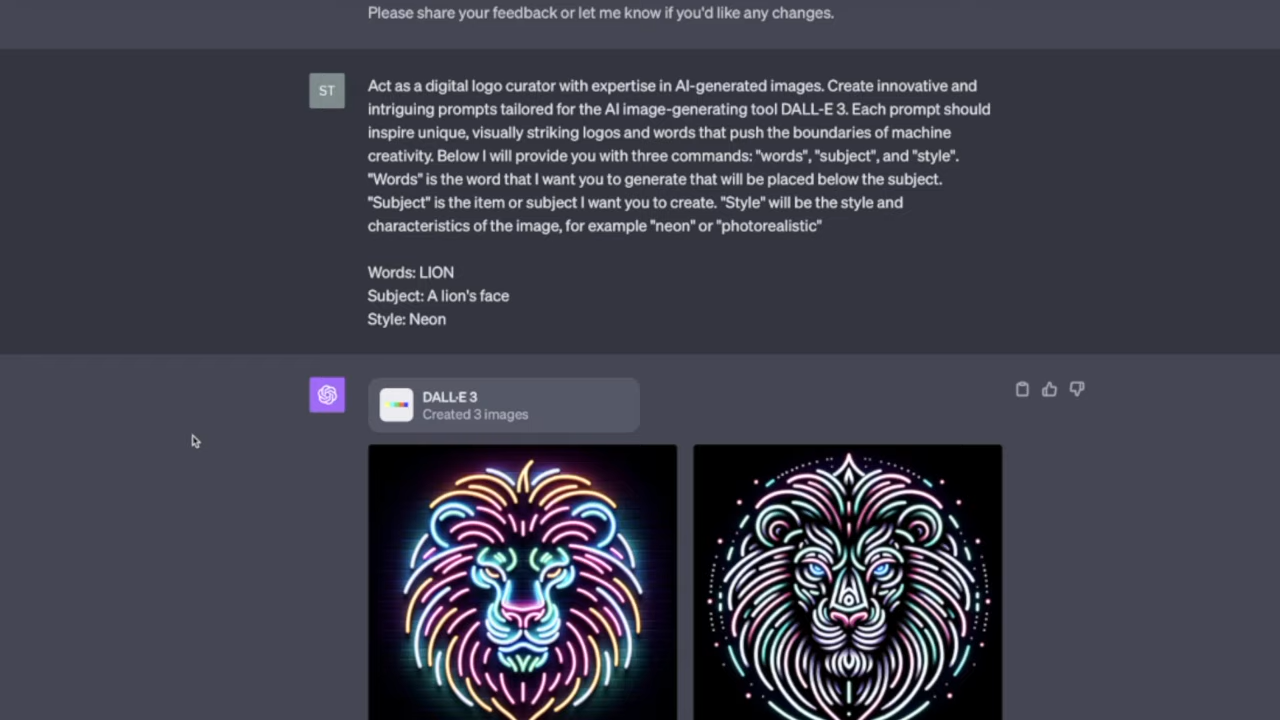 Please share your feedback or let me know if you'd like any changes.
ST
Act as a digital logo curator with expertise in AI-generated images. Create innovative and
intriguing prompts tailored for the AI image-generating tool DALL-E 3. Each prompt should
inspire unique, visually striking logos and words that push the boundaries of machine
creativity. Below I will provide you with three commands: "words", "subject", and "style".
"Words" is the word that I want you to generate that will be placed below the subject.
"Subject" is the item or subject I want you to create. "Style" will be the style and
characteristics of the image, for example "neon" or "photorealistic"
Words: LION
Subject: A lion's face
Style: Neon
DALL·E 3
Created 3 images